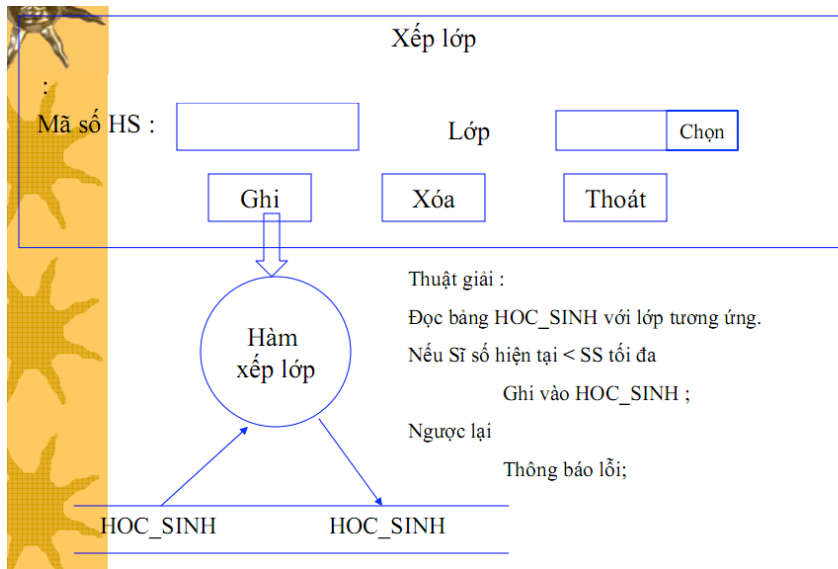 Xếp lớp
:
Mã số HS : Lớp Chọn
Ghi Xóa Thoát
Thuật giải :
Đọc bảng HOC_SINH với lớp tương ứng.
Nếu Sĩ số hiện tại < SS tối đa
Ghi vào HOC_SINH ;
Ngược lại
Thông báo lỗi;
Hàm
xếp lớp
HOC_SINH HOC_SINH